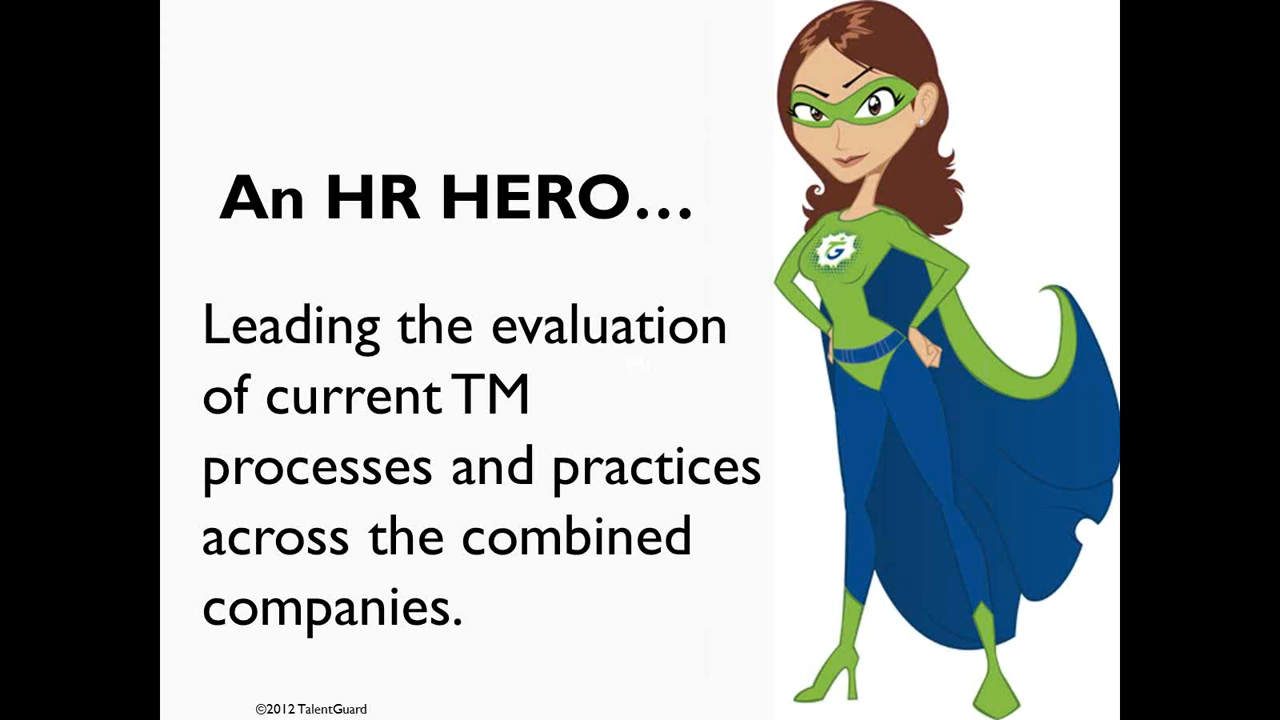 An HR HERO...
Leading the evaluation
of current TM
processes and practices
across the combined
companies.
©2012 TalentGuard